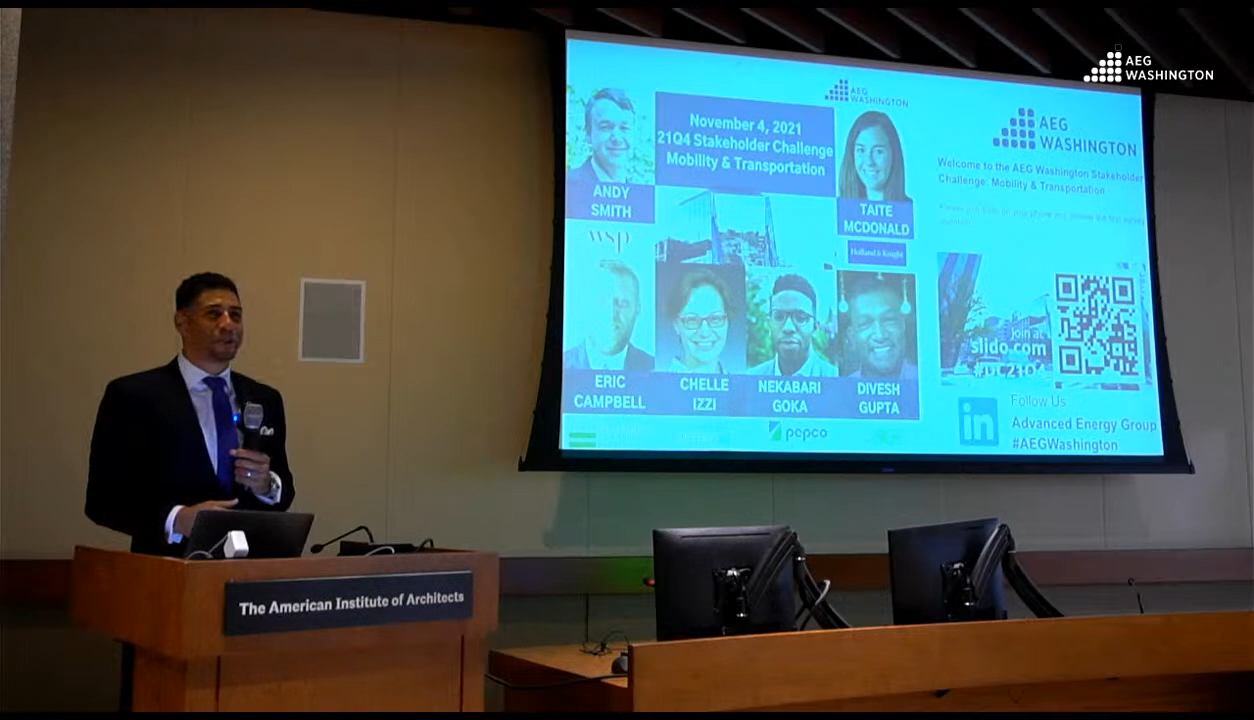 AEG
WASHINGTON
AEG
WASHINGTON
November 4, 2021
21Q4 Stakeholder Challenge
Mobility & Transportation
ANDY
SMITH
TAITE
MCDONALD
wsp
Holland & Knight
ERIC
CAMPBELL
CHELLE
IZZI
NEKABARI
GOKA
DIVESH
GUPTA
pepco
AEG
WASHINGTON
Welcome to the AEG Washington Stakeholder
Challenge: Mobility & Transportation
Join at
slido.com
Follow Us
in
Advanced Energy Group
#AEGWashington
The American Institute of Architects